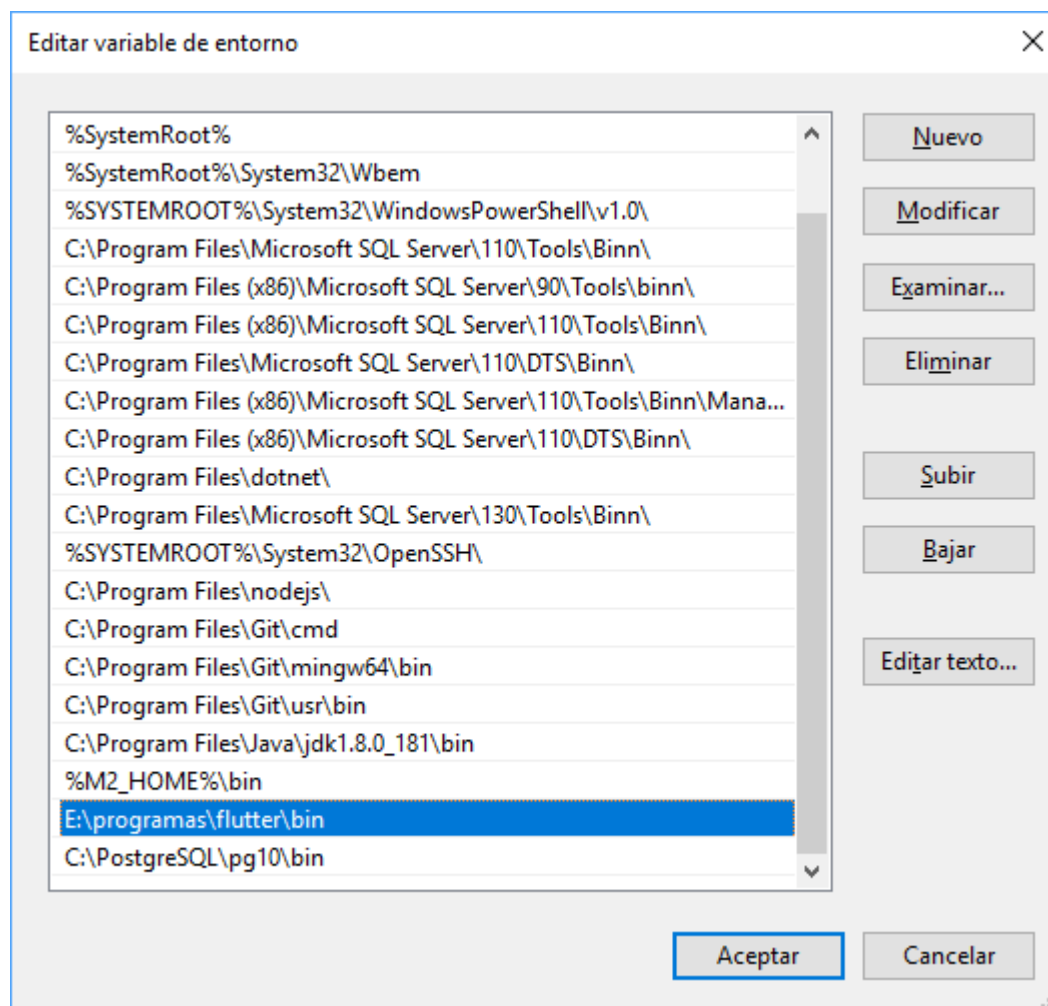 Editar variable de entorno
%SystemRoot%
%SystemRoot%\System32\Wbem
%SYSTEMROOT%\System32\WindowsPowerShell\v1.0\
C:\Program Files\Microsoft SQL Server\110\Tools\Binn\
C:\Program Files (x86)\Microsoft SQL Server\90\Tools\binn\
C:\Program Files (x86)\Microsoft SQL Server\110\Tools\Binn\
C:\Program Files\Microsoft SQL Server\110\DTS\Binn\
C:\Program Files (x86)\Microsoft SQL Server\110\Tools\Binn\Mana...
C:\Program Files (x86)\Microsoft SQL Server\110\DTS\Binn\
C:\Program Files\dotnet\
C:\Program Files\Microsoft SQL Server\130\Tools\Binn\
%SYSTEMROOT%\System32\OpenSSH\
C:\Program Files\nodejs\
C:\Program Files\Git\cmd
C:\Program Files\Git\mingw64\bin
C:\Program Files\Git\usr\bin
C:\Program Files\Java\jdk1.8.0_181\bin
%M2_HOME%\bin
E:\programas\flutter\bin
C:\PostgreSQL\pg10\bin
Nuevo
Modificar
Examinar...
Eliminar
Subir
Bajar
Editar texto...
Aceptar
Cancelar